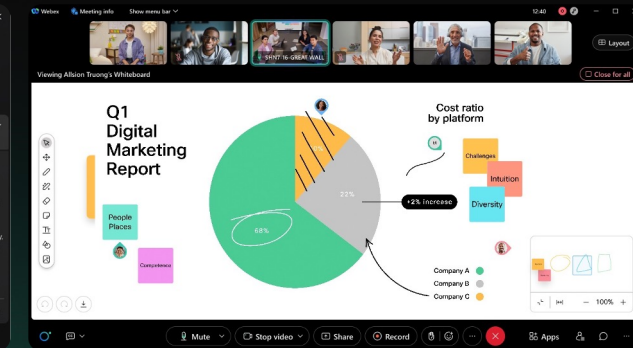 Webex
Meeting info
Show menu bar
12:40
Layout
SHN7-16-GREAT WALL
Viewing Allsion Truong's Whiteboard
Close for all
Q1
Digital
Marketing
Report
Cost ratio
by platform
Challenges
Intuition
Diversity
People
Places
Competence
22%
68%
+2% increase
Company A
Company B
Company C
100%
Mute
Stop video
Share
Record
Apps